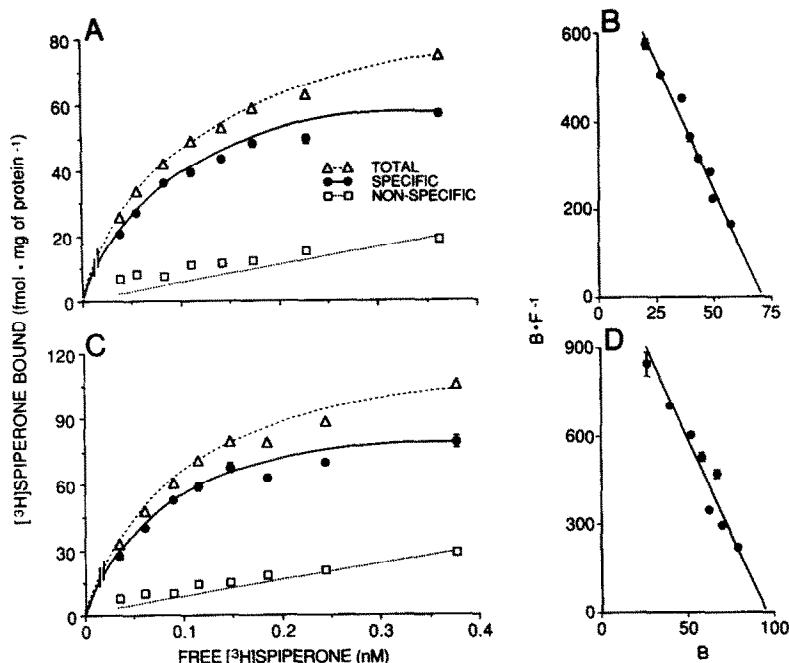 A
80
60
40
20
0
TOTAL
SPECIFIC
NON-SPECIFIC
B
600
400
200
0
0 25 50 75
C
120
90
60
30
0
0 0.1 0.2 0.3 0.4
FREE [³H]SPIPERONE (nM)
[³H]SPIPERONE BOUND (fmol • mg of protein⁻¹)
D
900
600
300
0
0 50 100
B
B•F⁻¹